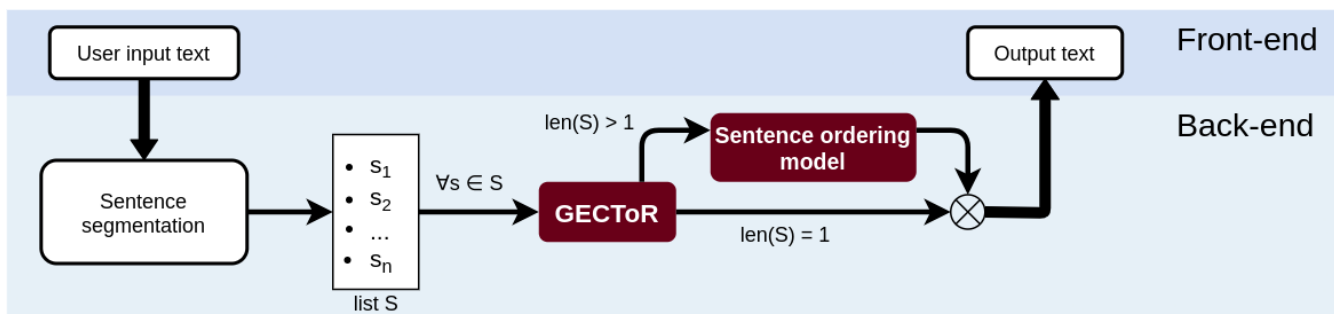 User input text
Output text
Front-end
Back-end
Sentence
segmentation
• s₁
• s₂
• ...
• sₙ
list S
∀s ∈ S
GECToR
len(S) > 1
Sentence ordering
model
len(S) = 1